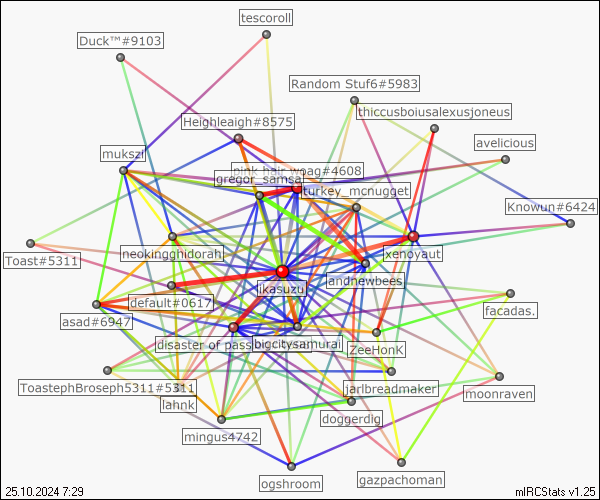 tescoroll
Duck™#9103
Random Stuf6#5983
thiccusboiusalexusjoneus
Heighleigh#8575
avelicious
mukszi
pink hair woag#4608
gregor_samsa
turkey_mcnugget
Knowun#6424
Toast#5311
neokingghidorah
xenoyaut
andnewbees
ikasuzu
default#0617
asad#6947
facadas.
disaster of pass
bigcitysamurai
ZeeHonK
ToastephBroseph5311#5311
jarlbreadmaker
moonraven
lahnk
doggerdig
mingus4742
ogshroom
gazpachoman
25.10.2024 7:29
mIRCStats v1.25